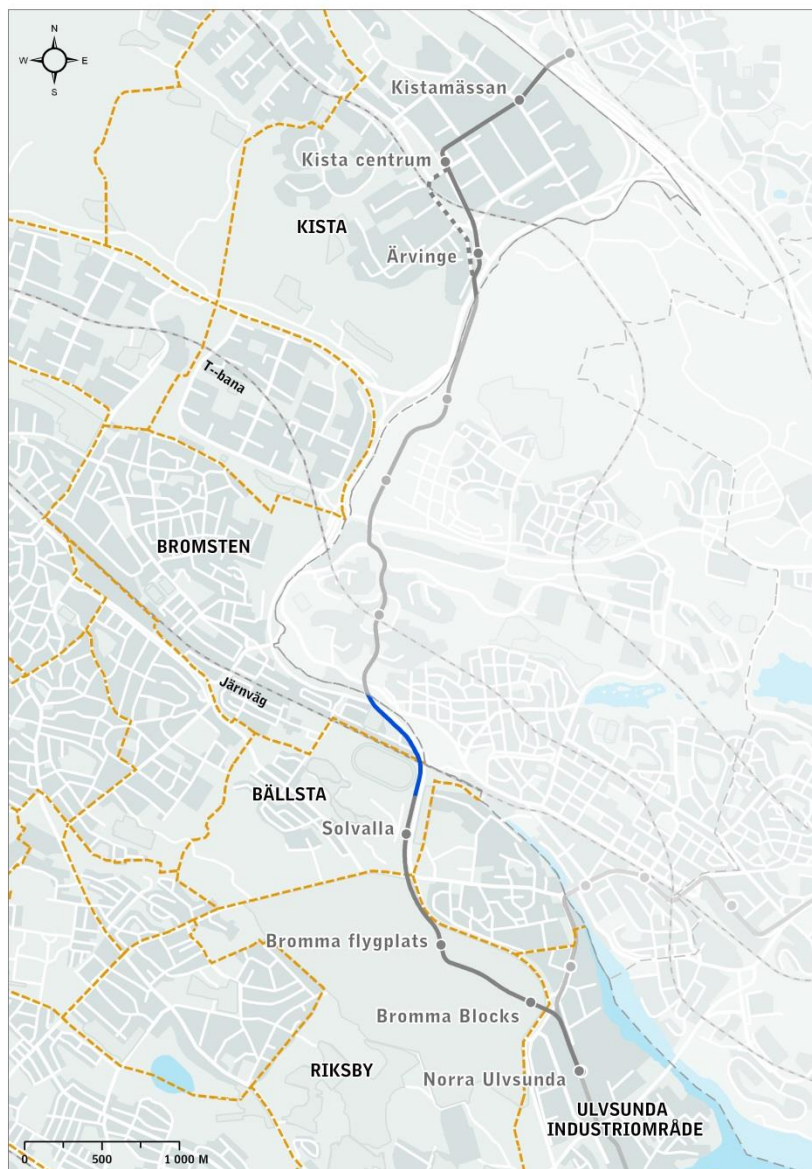 N
W E
S
Kistamässan
Kista centrum
KISTA
Ärvinge
T--bana
BROMSTEN
Järnväg
BÄLLSTA
Solvalla
Bromma flygplats
Bromma Blocks
RIKSBY
Norra Ulvsunda
ULVSUNDA
INDUSTRIOMRÅDE
0 500 1 000 M